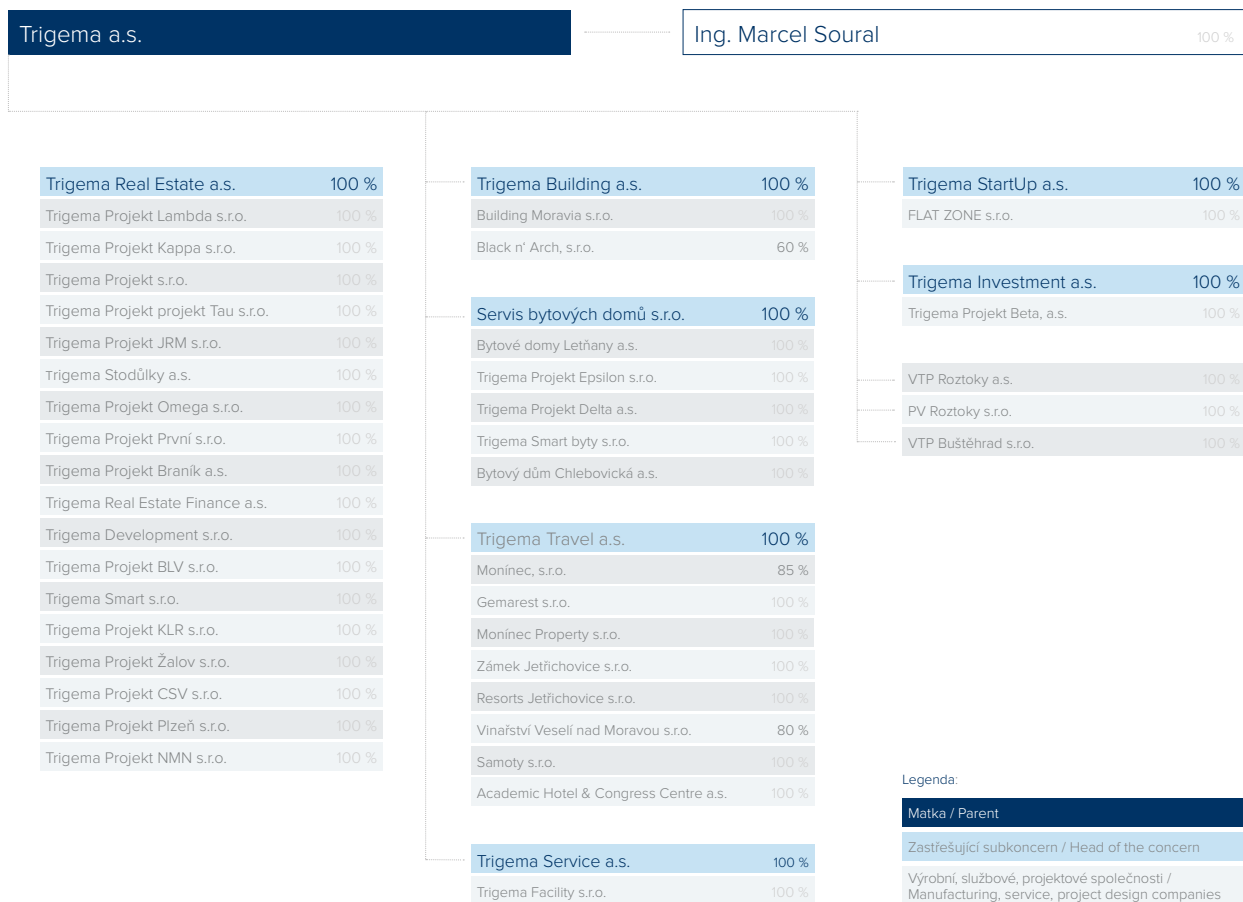 Trigema a.s.
Ing. Marcel Soural 100 %
Trigema Real Estate a.s. 100 %
Trigema Projekt Lambda s.r.o. 100 %
Trigema Projekt Kappa s.r.o. 100 %
Trigema Projekt s.r.o. 100 %
Trigema Projekt projekt Tau s.r.o. 100 %
Trigema Projekt JRM s.r.o. 100 %
Trigema Stodůlky a.s. 100 %
Trigema Projekt Omega s.r.o. 100 %
Trigema Projekt První s.r.o. 100 %
Trigema Projekt Braník a.s. 100 %
Trigema Real Estate Finance a.s. 100 %
Trigema Development s.r.o. 100 %
Trigema Projekt BLV s.r.o. 100 %
Trigema Smart s.r.o. 100 %
Trigema Projekt KLR s.r.o. 100 %
Trigema Projekt Žalov s.r.o. 100 %
Trigema Projekt CSV s.r.o. 100 %
Trigema Projekt Plzeň s.r.o. 100 %
Trigema Projekt NMN s.r.o. 100 %
Trigema Building a.s. 100 %
Building Moravia s.r.o. 100 %
Black n' Arch, s.r.o. 60 %
Servis bytových domů s.r.o. 100 %
Bytové domy Letňany a.s. 100 %
Trigema Projekt Epsilon s.r.o. 100 %
Trigema Projekt Delta a.s. 100 %
Trigema Smart byty s.r.o. 100 %
Bytový dům Chlebovická a.s. 100 %
Trigema Travel a.s. 100 %
Monínec, s.r.o. 85 %
Gemarest s.r.o. 100 %
Monínec Property s.r.o. 100 %
Zámek Jetřichovice s.r.o. 100 %
Resorts Jetřichovice s.r.o. 100 %
Vinařství Veselí nad Moravou s.r.o. 80 %
Samoty s.r.o. 100 %
Academic Hotel & Congress Centre a.s. 100 %
Trigema Service a.s. 100 %
Trigema Facility s.r.o. 100 %
Trigema StartUp a.s. 100 %
FLAT ZONE s.r.o. 100 %
Trigema Investment a.s. 100 %
Trigema Projekt Beta, a.s. 100 %
VTP Roztoky a.s. 100 %
PV Roztoky s.r.o. 100 %
VTP Buštěhrad s.r.o. 100 %
Legenda:
Matka / Parent
Zastřešující subkoncern / Head of the concern
Výrobní, službové, projektové společnosti /
Manufacturing, service, project design companies